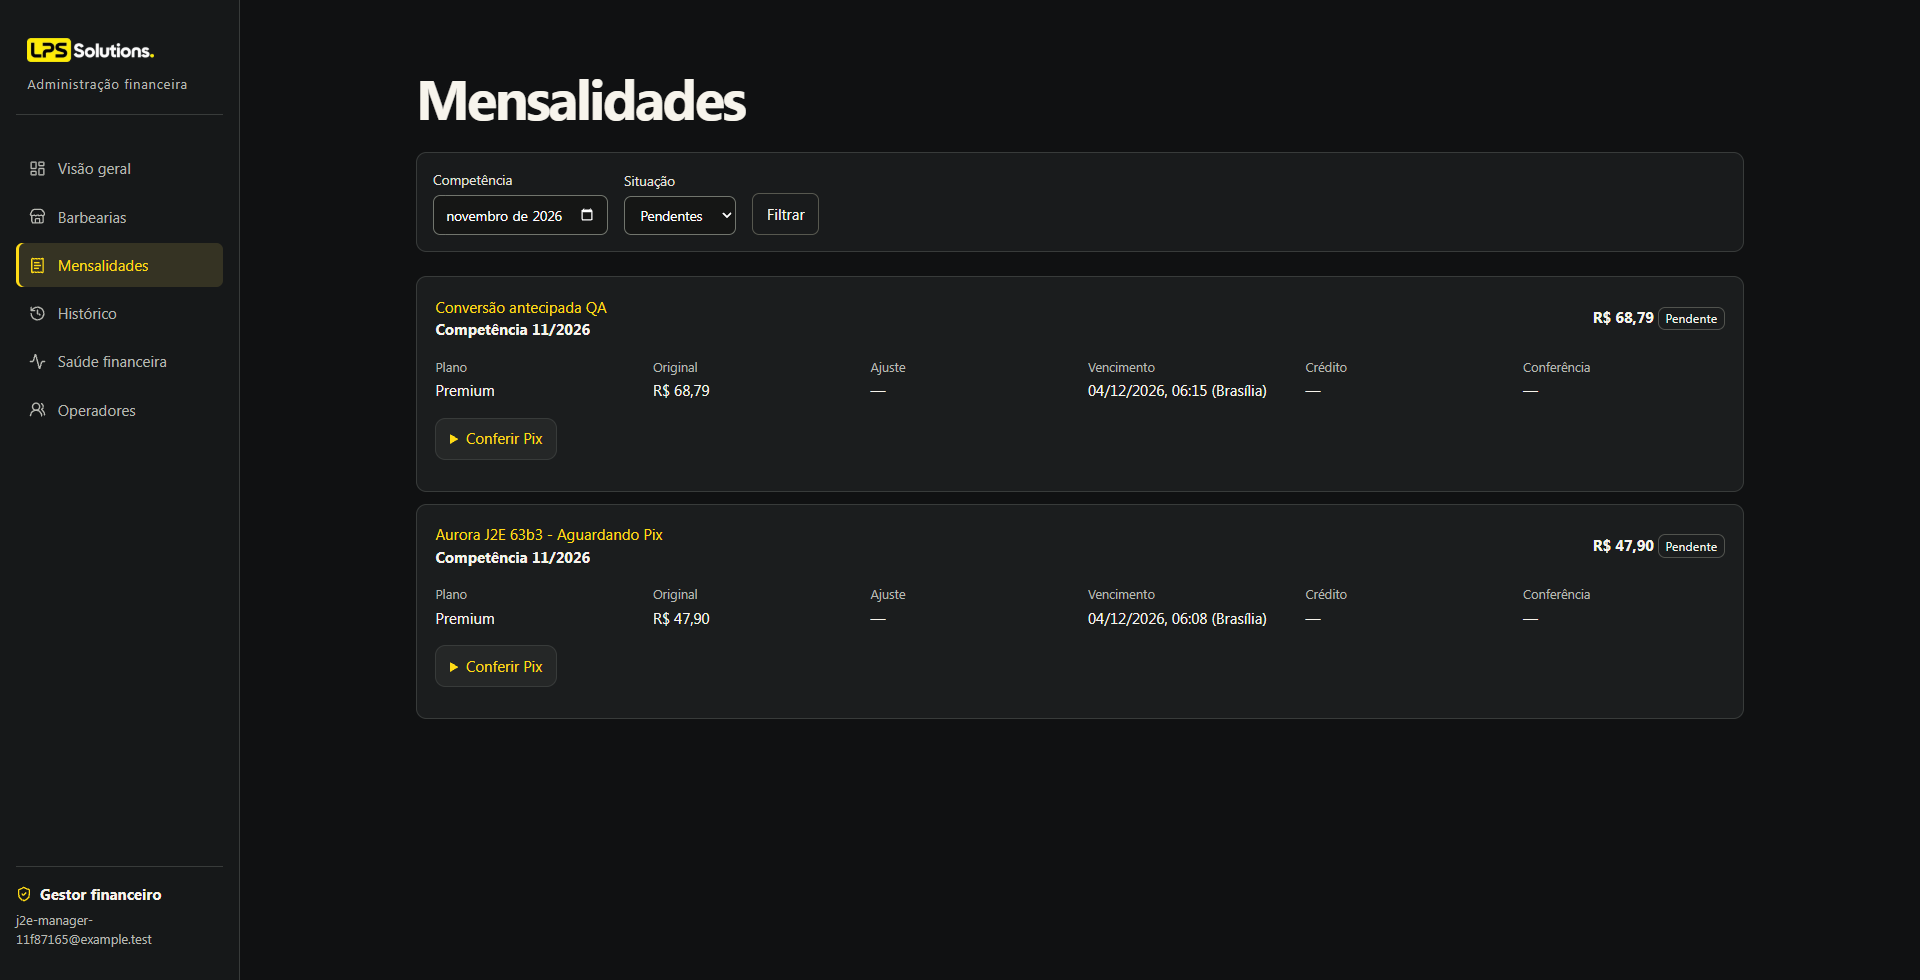 LPS Solutions.
Administração financeira
Visão geral
Barbearias
Mensalidades
Histórico
Saúde financeira
Operadores
Gestor financeiro
j2e-manager-
11f87165@example.test
Mensalidades
Competência
Situação
novembro de 2026
Pendentes
Filtrar
Conversão antecipada QA
Competência 11/2026
R$ 68,79 Pendente
Plano
Original
Ajuste
Vencimento
Crédito
Conferência
Premium
R$ 68,79
—
04/12/2026, 06:15 (Brasília)
—
—
Conferir Pix
Aurora J2E 63b3 - Aguardando Pix
Competência 11/2026
R$ 47,90 Pendente
Plano
Original
Ajuste
Vencimento
Crédito
Conferência
Premium
R$ 47,90
—
04/12/2026, 06:08 (Brasília)
—
—
Conferir Pix